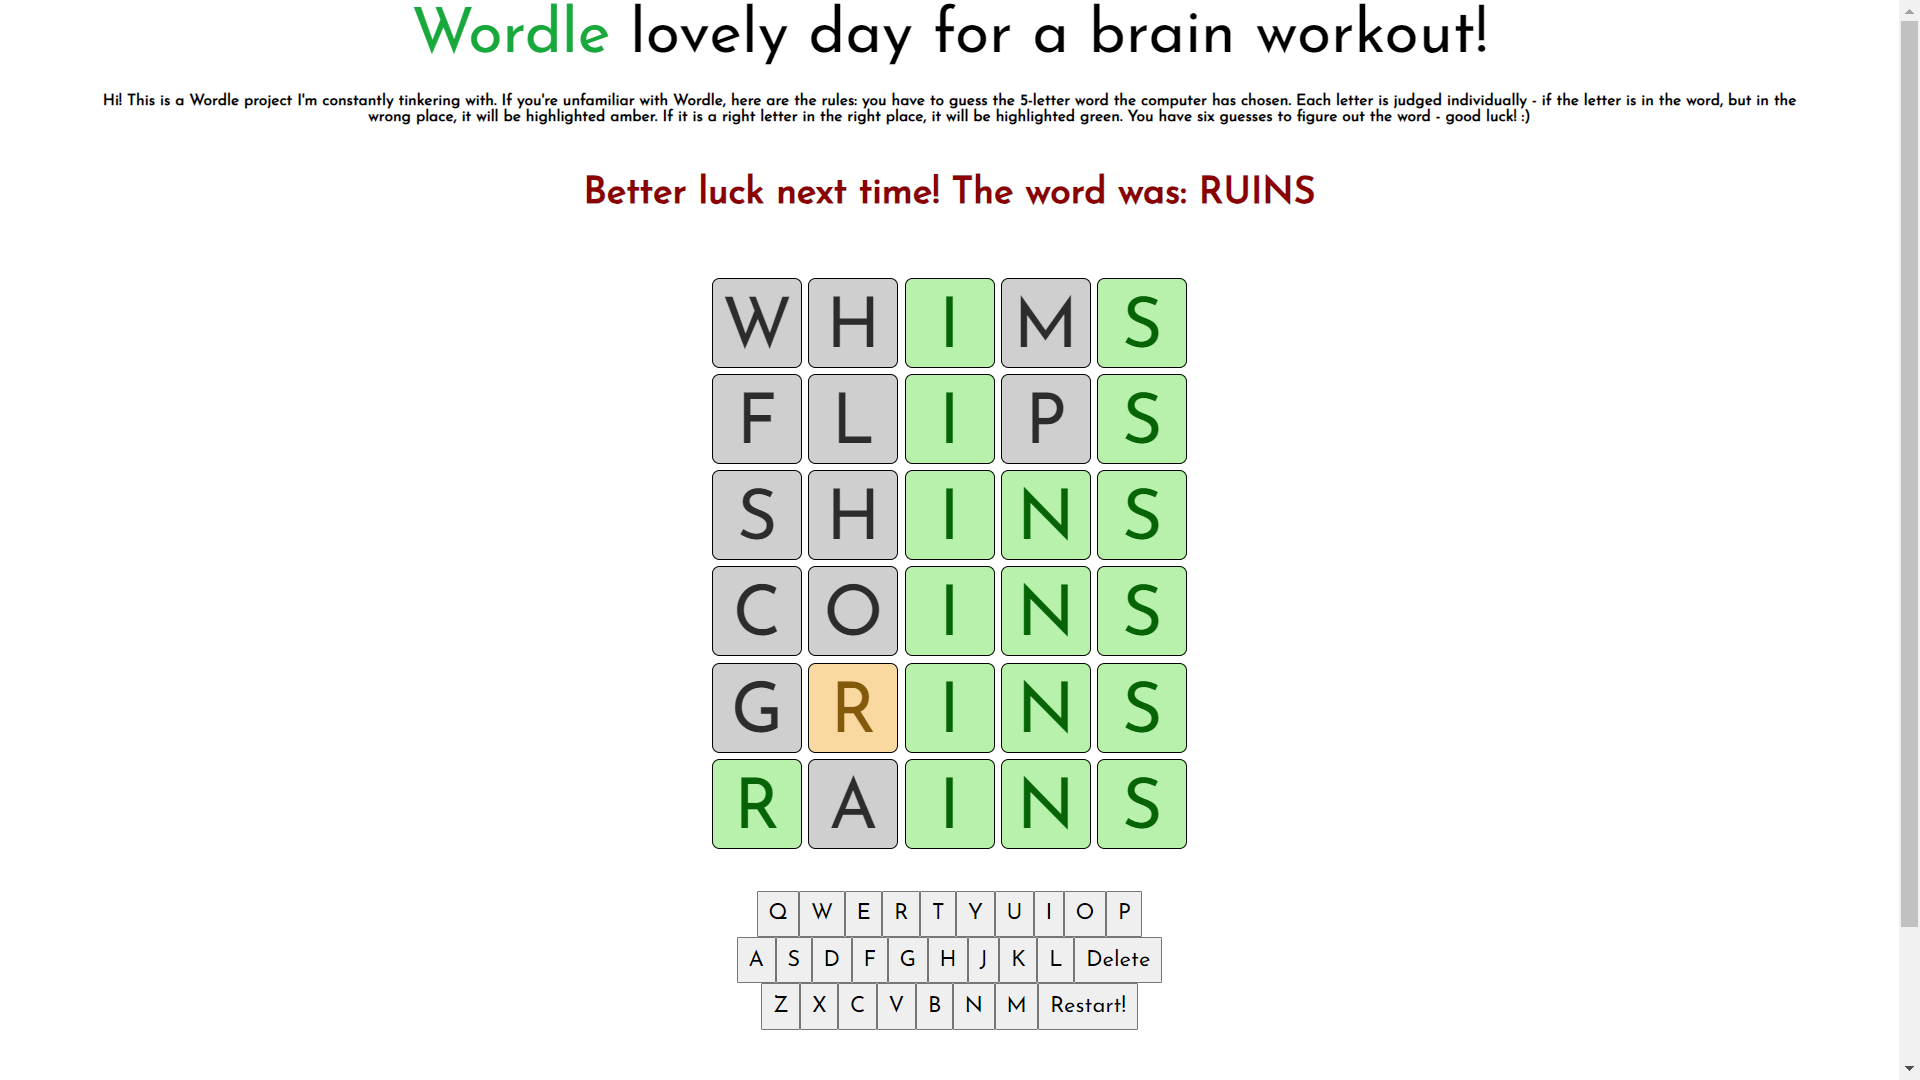 Wordle lovely day for a brain workout!
Hi! This is a Wordle project I'm constantly tinkering with. If you're unfamiliar with Wordle, here are the rules: you have to guess the 5-letter word the computer has chosen. Each letter is judged individually - if the letter is in the word, but in the
wrong place, it will be highlighted amber. If it is a right letter in the right place, it will be highlighted green. You have six guesses to figure out the word - good luck! :)
Better luck next time! The word was: RUINS
W H I M S
F L I P S
S H I N S
C O I N S
G R I N S
R A I N S
Q W E R T Y U I O P
A S D F G H J K L Delete
Z X C V B N M Restart!